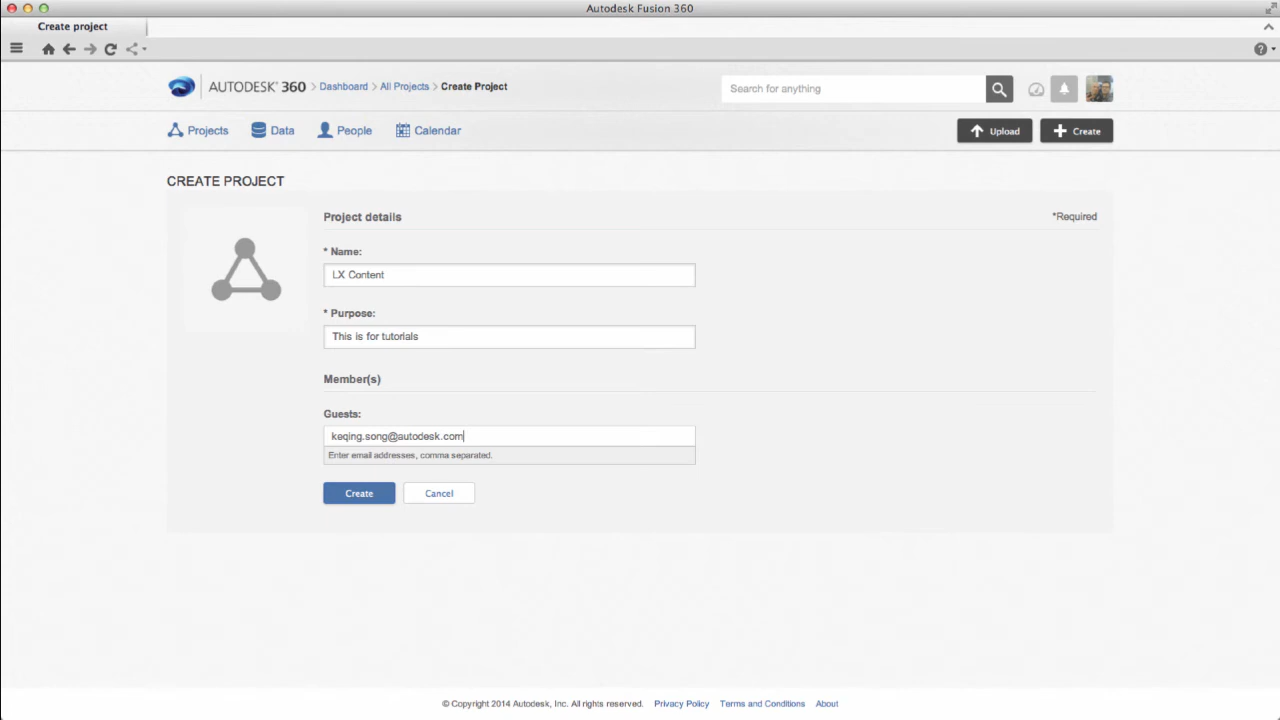 Autodesk Fusion 360
Create project
AUTODESK® 360 > Dashboard > All Projects > Create Project
Search for anything
Projects Data People Calendar
Upload Create
CREATE PROJECT
Project details
*Required
* Name:
LX Content
* Purpose:
This is for tutorials
Member(s)
Guests:
keqing.song@autodesk.com
Enter email addresses, comma separated.
Create Cancel
© Copyright 2014 Autodesk, Inc. All rights reserved. Privacy Policy Terms and Conditions About